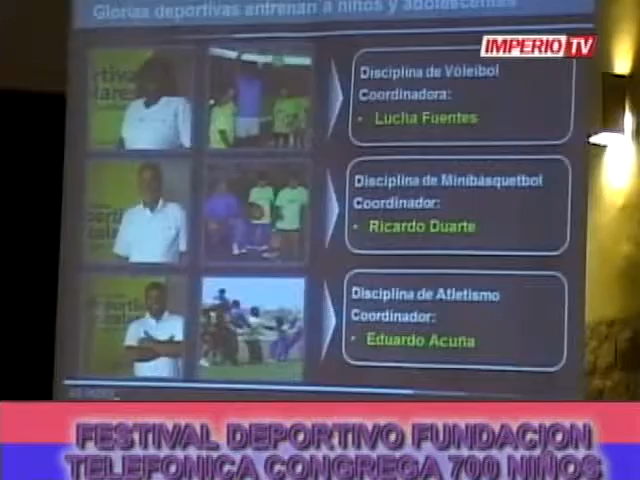 Glorias deportivas entrenan a niños y adolescentes
IMPERIO TV
Disciplina de Vóleibol
Coordinadora:
• Lucha Fuentes
Disciplina de Minibásquetbol
Coordinador:
• Ricardo Duarte
Disciplina de Atletismo
Coordinador:
• Eduardo Acuña
FESTIVAL DEPORTIVO FUNDACION
TELEFONICA CONGREGA 700 NIÑOS